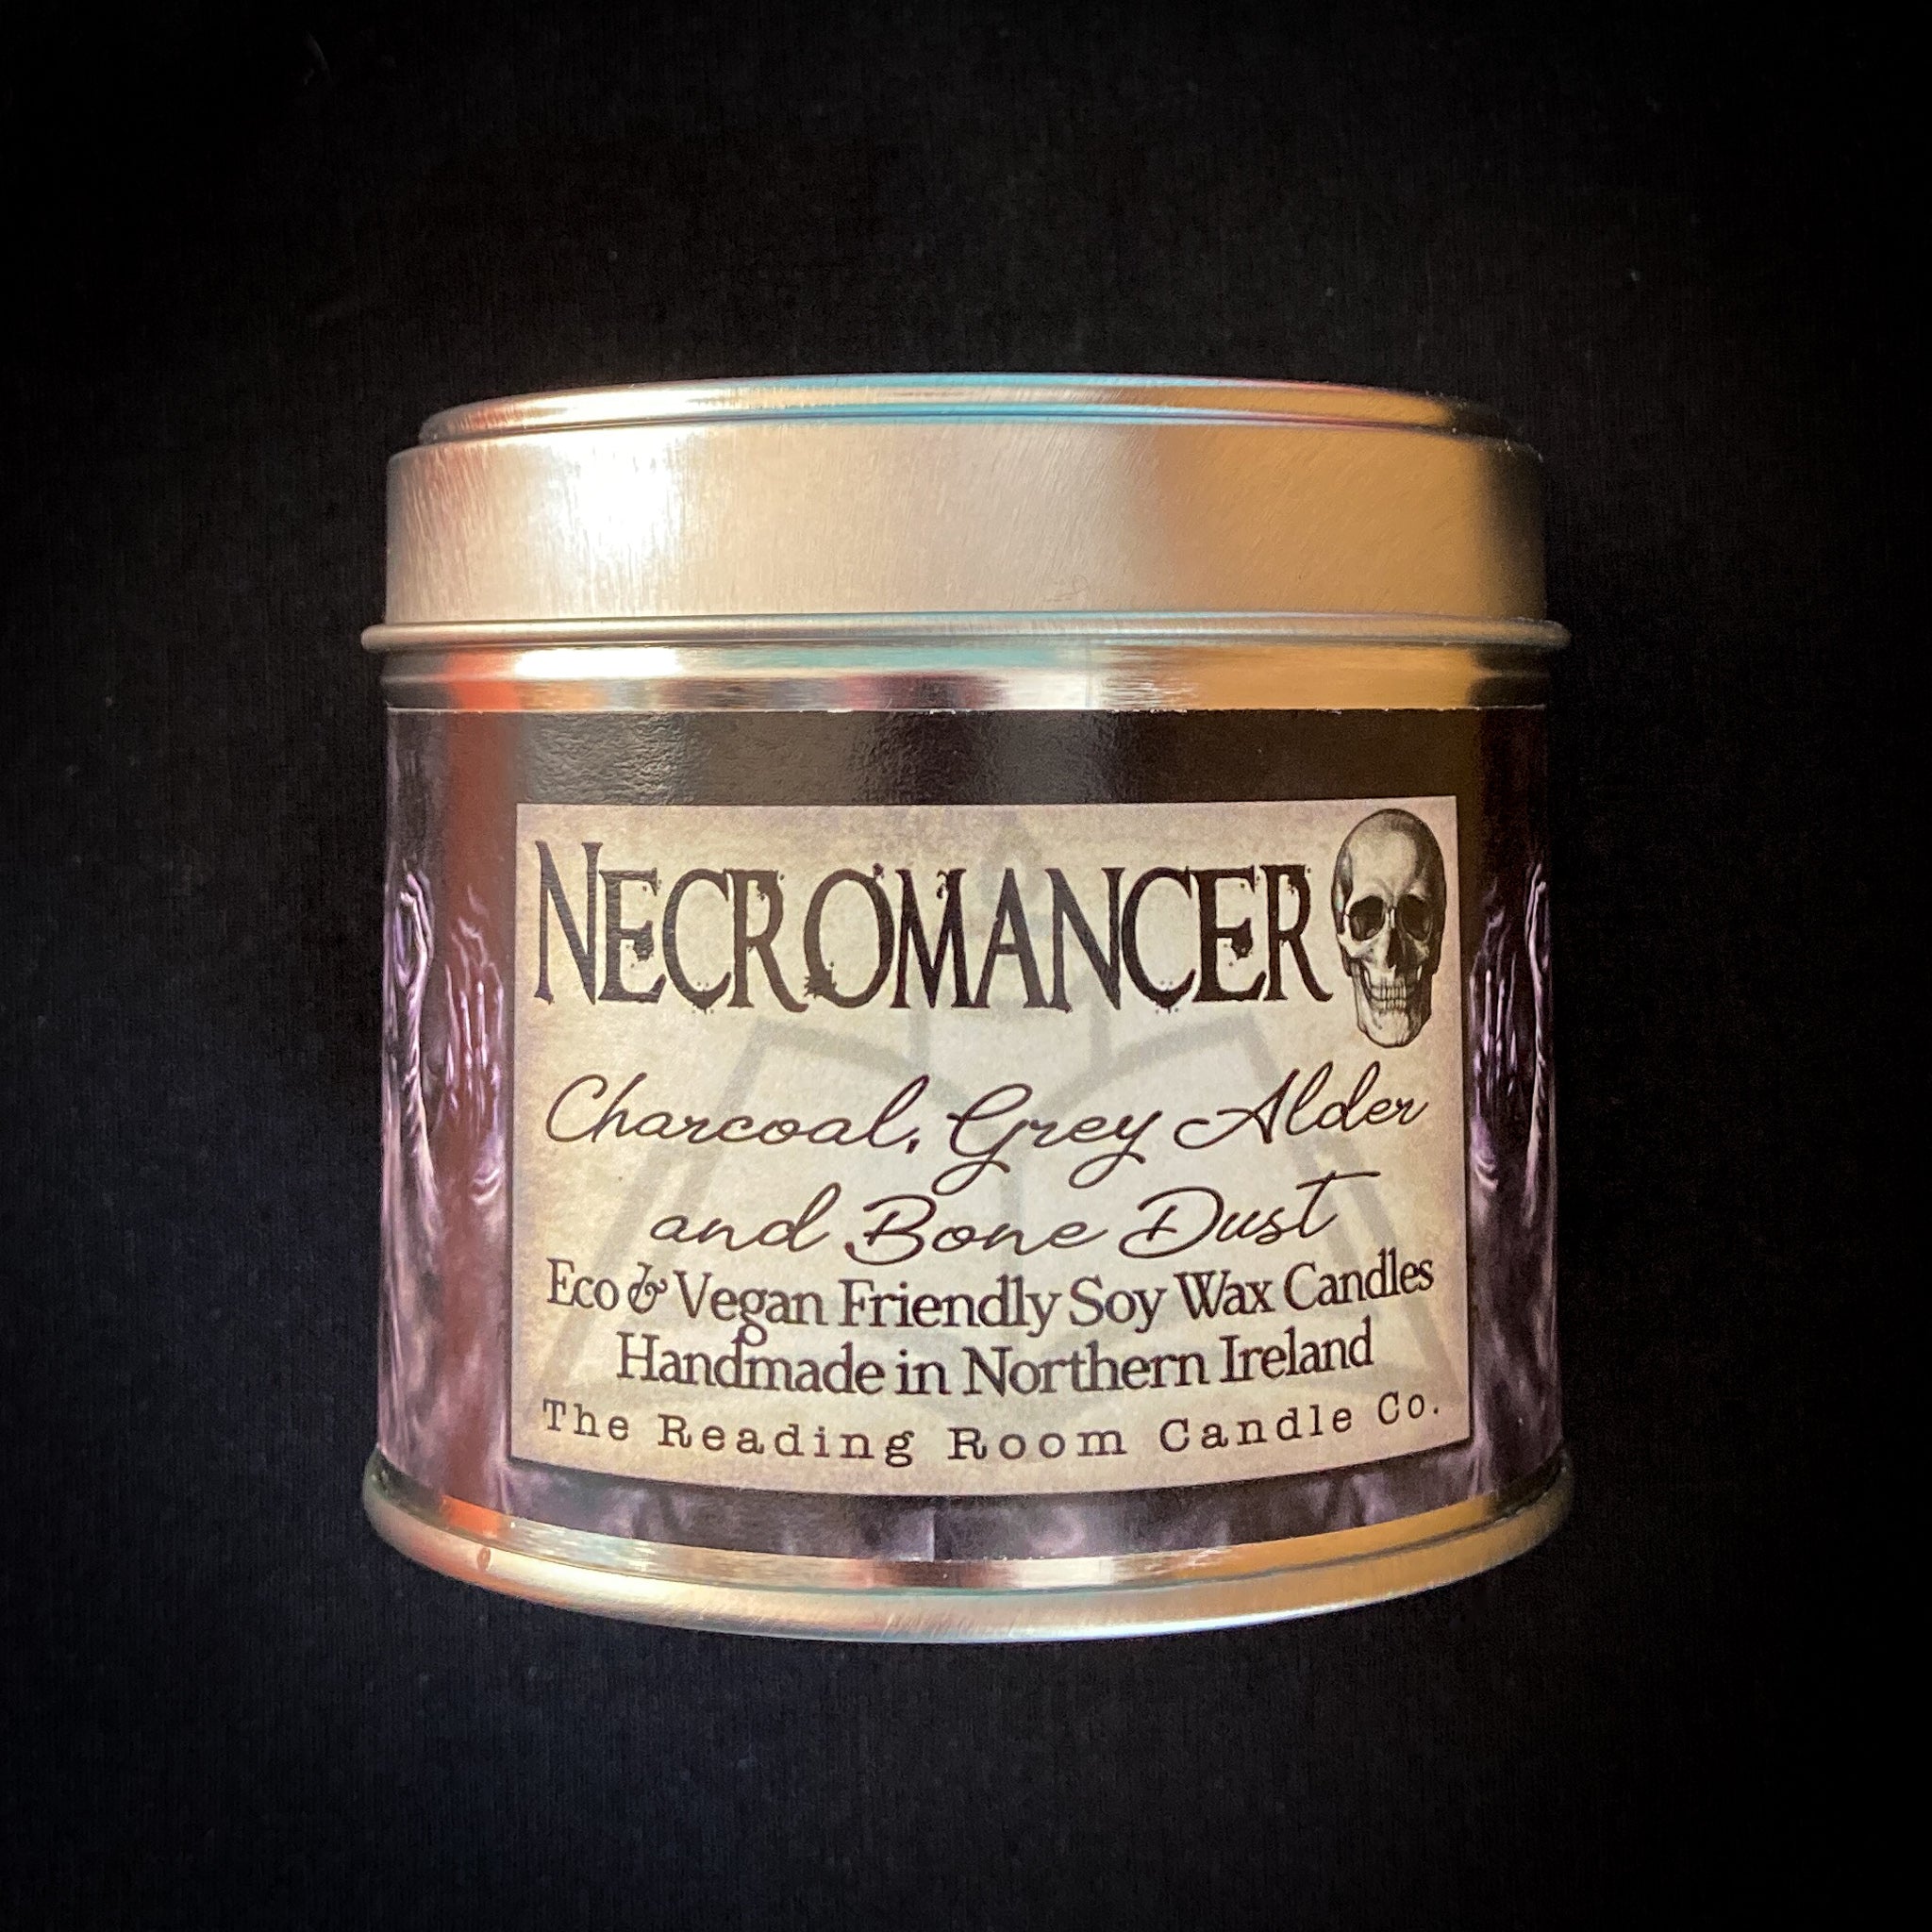 NECROMANCER
Charcoal, Grey Alder
and Bone Dust
Eco & Vegan Friendly Soy Wax Candles
Handmade in Northern Ireland
The Reading Room Candle Co.